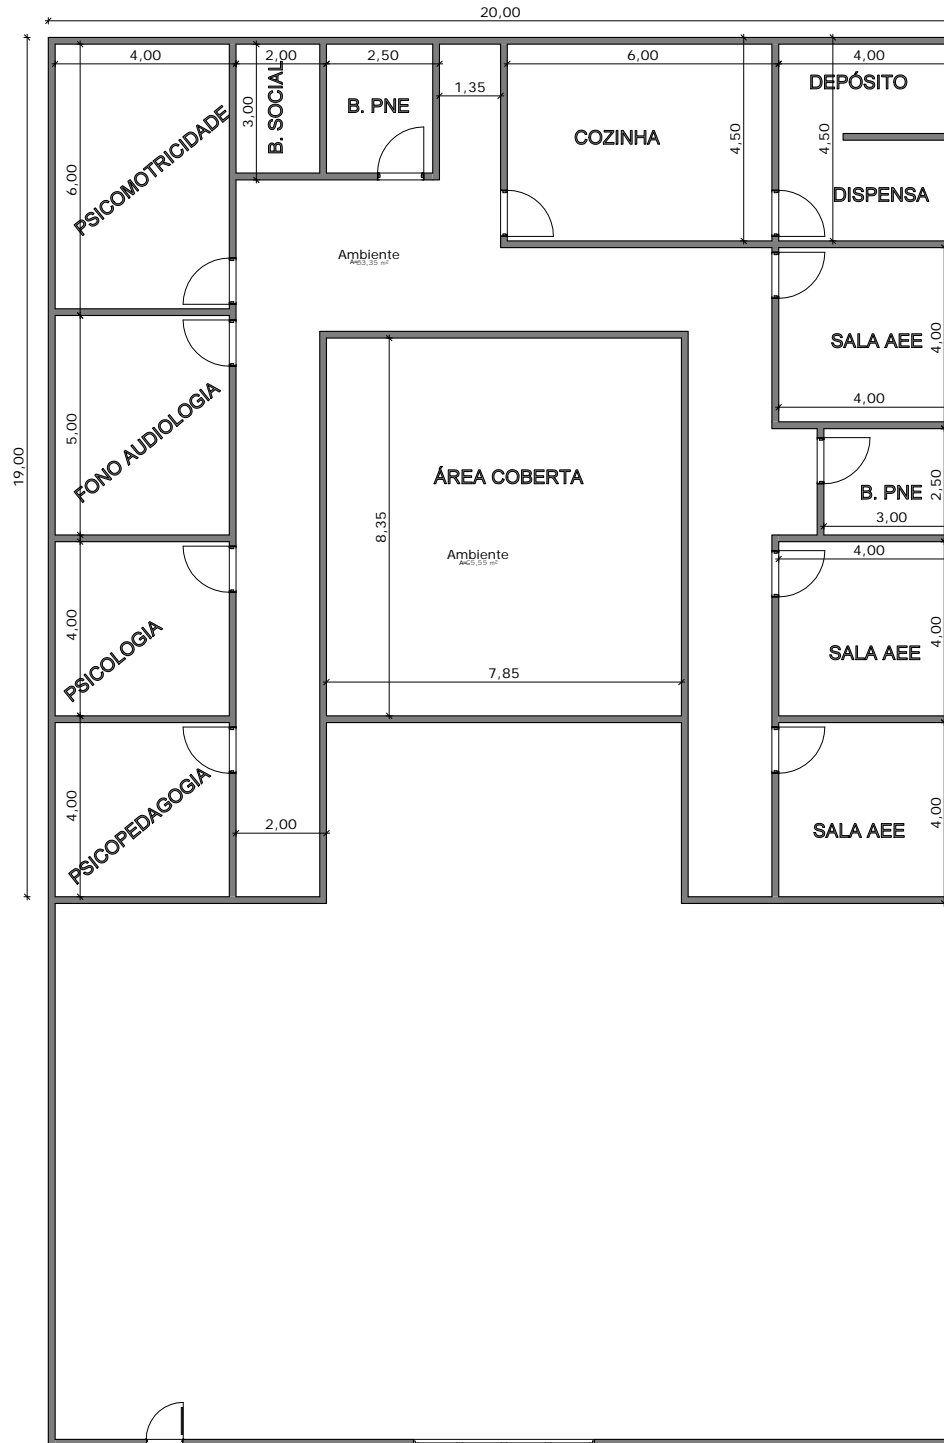 20,00
4,00
2,00
2,50
6,00
4,00
1,35
DEPÓSITO
B. SOCIAL
3,00
B. PNE
COZINHA
4,50
4,50
PSICOMOTRICIDADE
6,00
DISPENSA
Ambiente
SALA AEE
4,00
4,00
FONO AUDIOLOGIA
5,00
19,00
ÁREA COBERTA
8,35
B. PNE
2,50
3,00
Ambiente
4,00
PSICOLOGIA
4,00
SALA AEE
4,00
7,85
PSICOPEDAGOGIA
4,00
2,00
SALA AEE
4,00